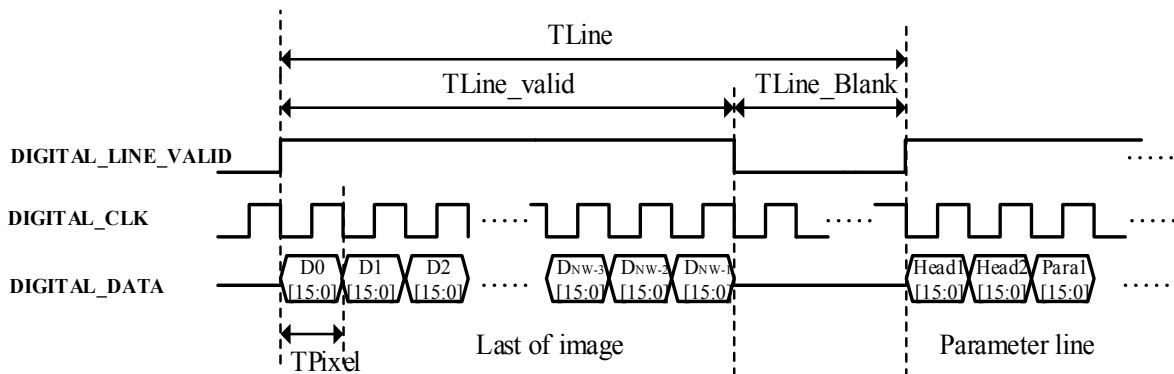 TLine
TLine_valid
TLine_Blank
DIGITAL_LINE_VALID
.....
DIGITAL_CLK
.....
.....
.....
DIGITAL_DATA
D0 [15:0]
D1 [15:0]
D2 [15:0]
.....
DNW-3 [15:0]
DNW-2 [15:0]
DNW-1 [15:0]
Head1 [15:0]
Head2 [15:0]
Para1 [15:0]
.....
TPixel
Last of image
Parameter line